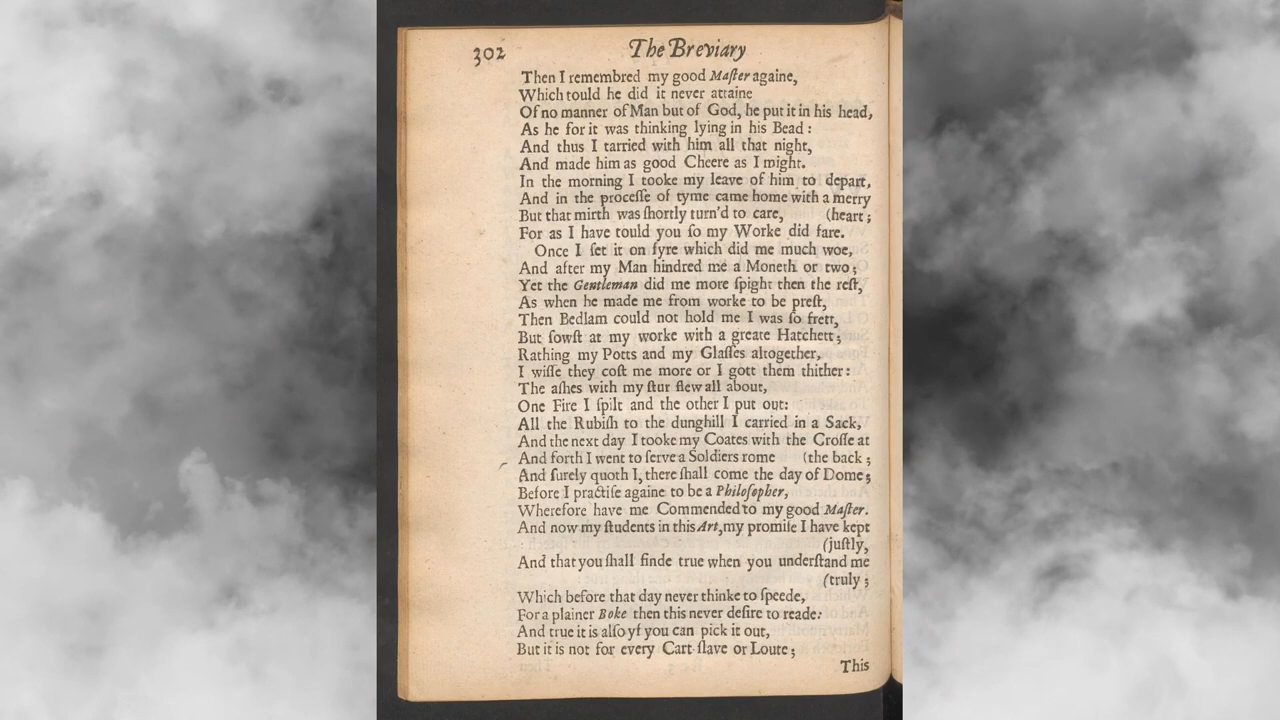 302 The Breviary
Then I remembred my good Maſter againe,
Which tould he did it never attaine
Of no manner of Man but of God, he put it in his head,
As he for it was thinking lying in his Bead :
And thus I tarried with him all that night,
And made him as good Cheere as I might.
In the morning I tooke my leave of him to depart,
And in the proceſſe of tyme came home with a merry
But that mirth was ſhortly turn'd to care, (heart ;
For as I have tould you ſo my Worke did fare.
Once I ſet it on fyre which did me much woe,
And after my Man hindred me a Moneth or two ;
Yet the Gentleman did me more ſpight then the reſt,
As when he made me from worke to be preſt,
Then Bedlam could not hold me I was ſo frett,
But ſowſt at my worke with a greate Hatchett ;
Rathing my Potts and my Glaſſes altogether,
I wiſſe they coſt me more or I gott them thither :
The aſhes with my ſtur flew all about,
One Fire I ſpilt and the other I put out:
All the Rubiſh to the dunghill I carried in a Sack,
And the next day I tooke my Coates with the Croſſe at
And forth I went to ſerve a Soldiers rome (the back ;
And ſurely quoth I, there ſhall come the day of Dome ;
Before I practiſe againe to be a Philoſopher,
Wherefore have me Commended to my good Maſter.
And now my ſtudents in this Art, my promiſe I have kept
(juſtly,
And that you ſhall finde true when you underſtand me
(truly ;
Which before that day never thinke to ſpeede,
For a plainer Boke then this never deſire to reade:
And true it is alſo yf you can pick it out,
But it is not for every Cart ſlave or Loute ;
This